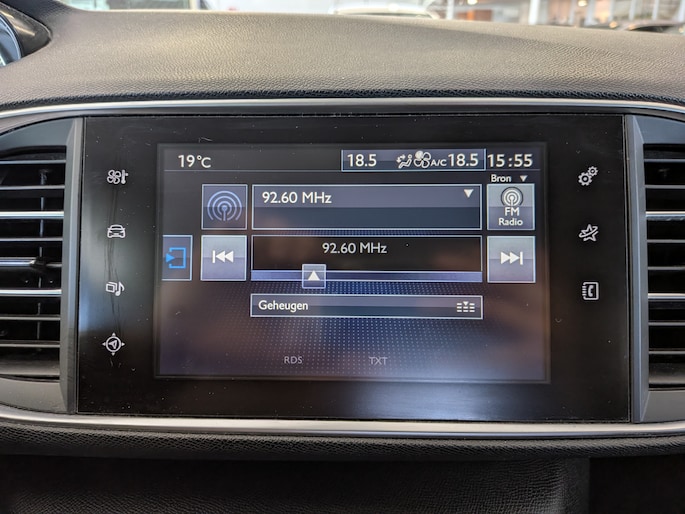 19°C
18.5 A/C 18.5
15:55
Bron ▼
92.60 MHz ▼
FM
Radio
92.60 MHz
Geheugen
RDS TXT